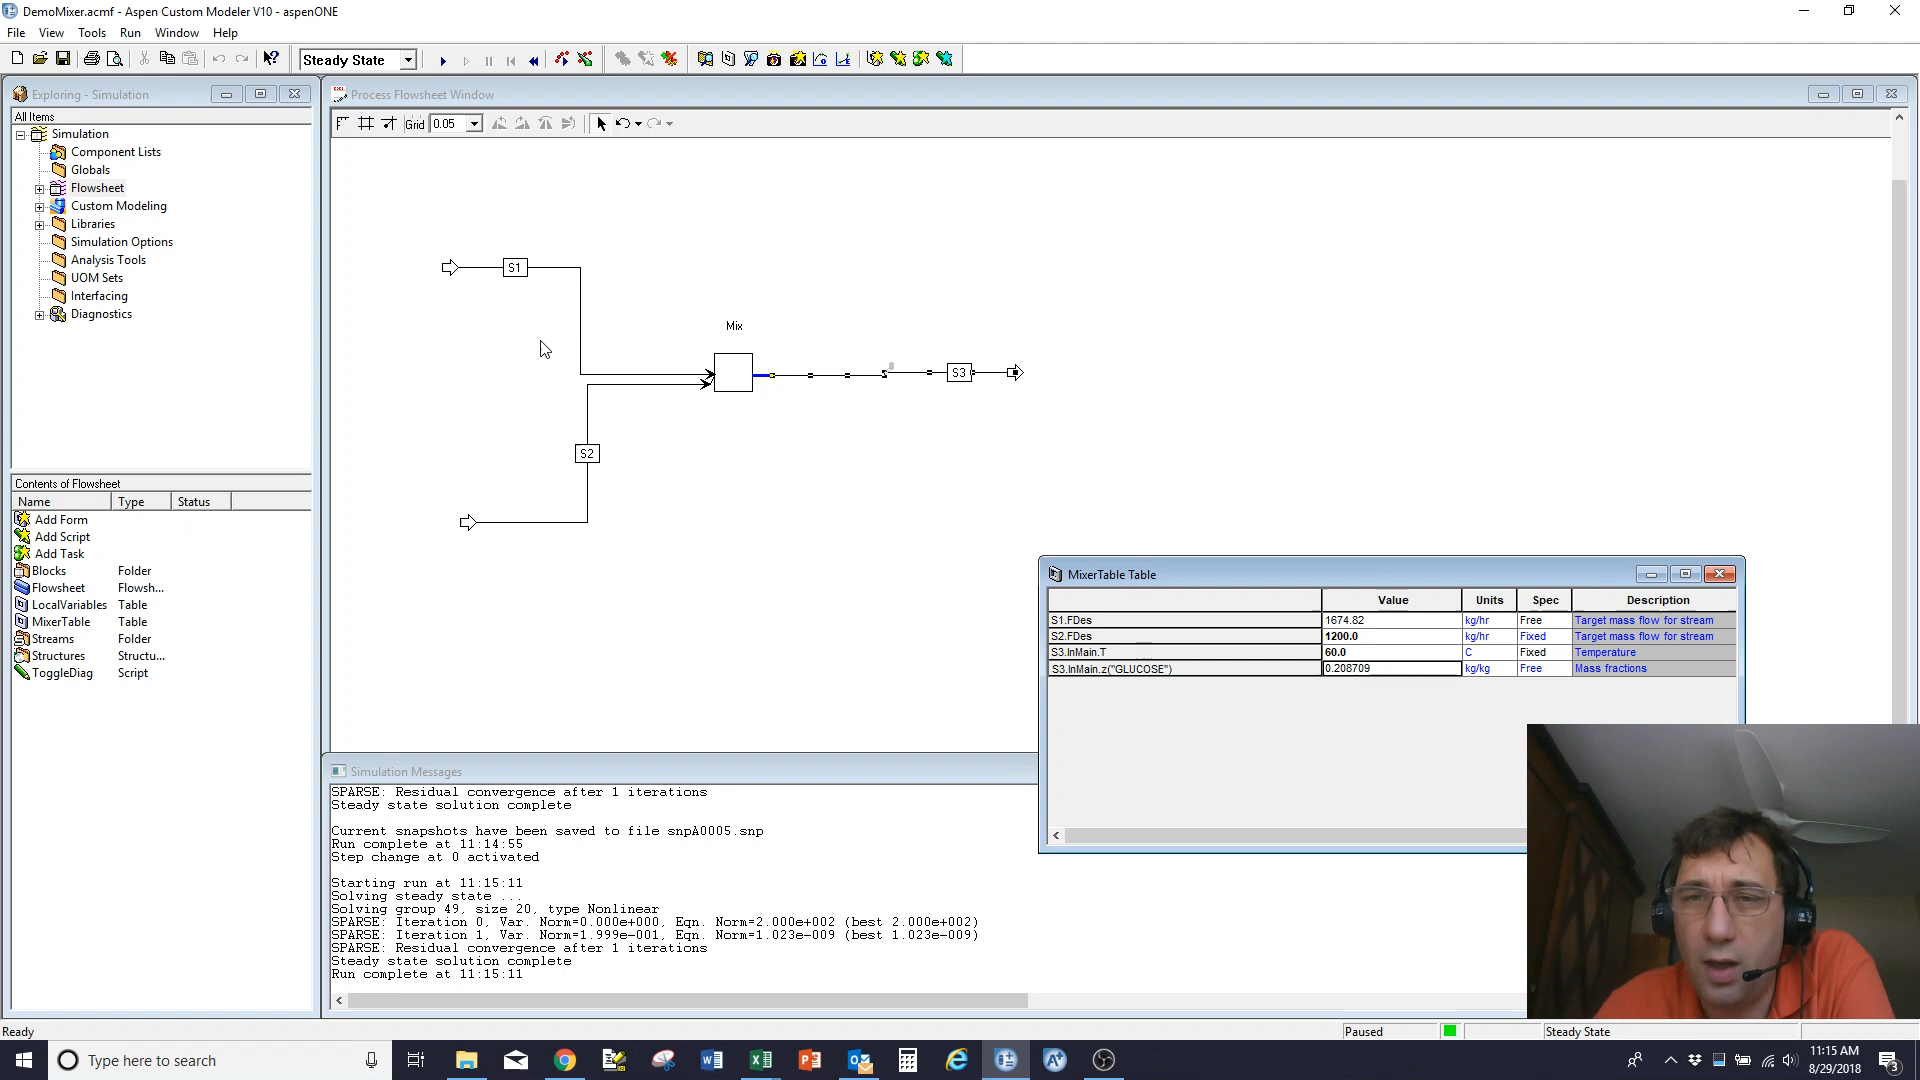 DemoMixer.acmf - Aspen Custom Modeler V10 - aspenONE
File View Tools Run Window Help
Steady State
Exploring - Simulation
All Items
Simulation
Component Lists
Globals
Flowsheet
Custom Modeling
Libraries
Simulation Options
Analysis Tools
UOM Sets
Interfacing
Diagnostics
Contents of Flowsheet
Name Type Status
Add Form
Add Script
Add Task
Blocks Folder
Flowsheet Flowsh...
LocalVariables Table
MixerTable Table
Streams Folder
Structures Structu...
ToggleDiag Script
Process Flowsheet Window
Grid 0.05
S1
Mix
S3
S2
MixerTable Table
Value Units Spec Description
S1.FDes 1674.82 kg/hr Free Target mass flow for stream
S2.FDes 1200.0 kg/hr Fixed Target mass flow for stream
S3.InMain.T 60.0 C Fixed Temperature
S3.InMain.z("GLUCOSE") 0.208709 kg/kg Free Mass fractions
Simulation Messages
SPARSE: Residual convergence after 1 iterations
Steady state solution complete
Current snapshots have been saved to file snpA0005.snp
Run complete at 11:14:55
Step change at 0 activated
Starting run at 11:15:11
Solving steady state ...
Solving group 49, size 20, type Nonlinear
SPARSE: Iteration 0, Var. Norm=0.000e+000, Eqn. Norm=2.000e+002 (best 2.000e+002)
SPARSE: Iteration 1, Var. Norm=1.999e-001, Eqn. Norm=1.023e-009 (best 1.023e-009)
SPARSE: Residual convergence after 1 iterations
Steady state solution complete
Run complete at 11:15:11
Ready
Paused
Steady State
Type here to search
11:15 AM
8/29/2018
3